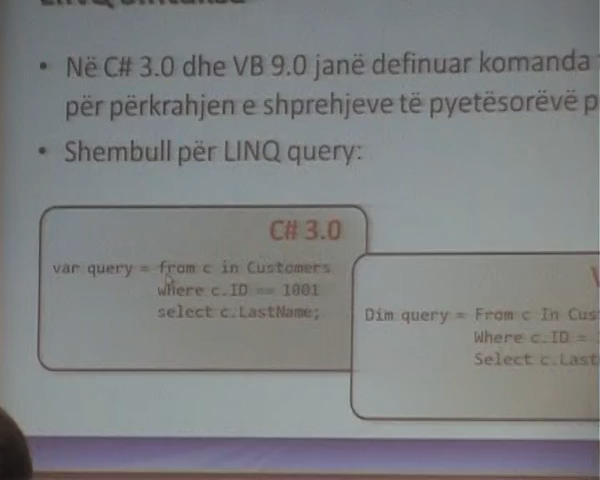 Në C# 3.0 dhe VB 9.0 janë definuar komanda
për përkrahjen e shprehjeve të pyetësorëvë p
Shembull për LINQ query:
C# 3.0
var query = from c in Customers
where c.ID == 1001
select c.LastName;
Dim query = From c In Cus
Where c.ID =
Select c.Last